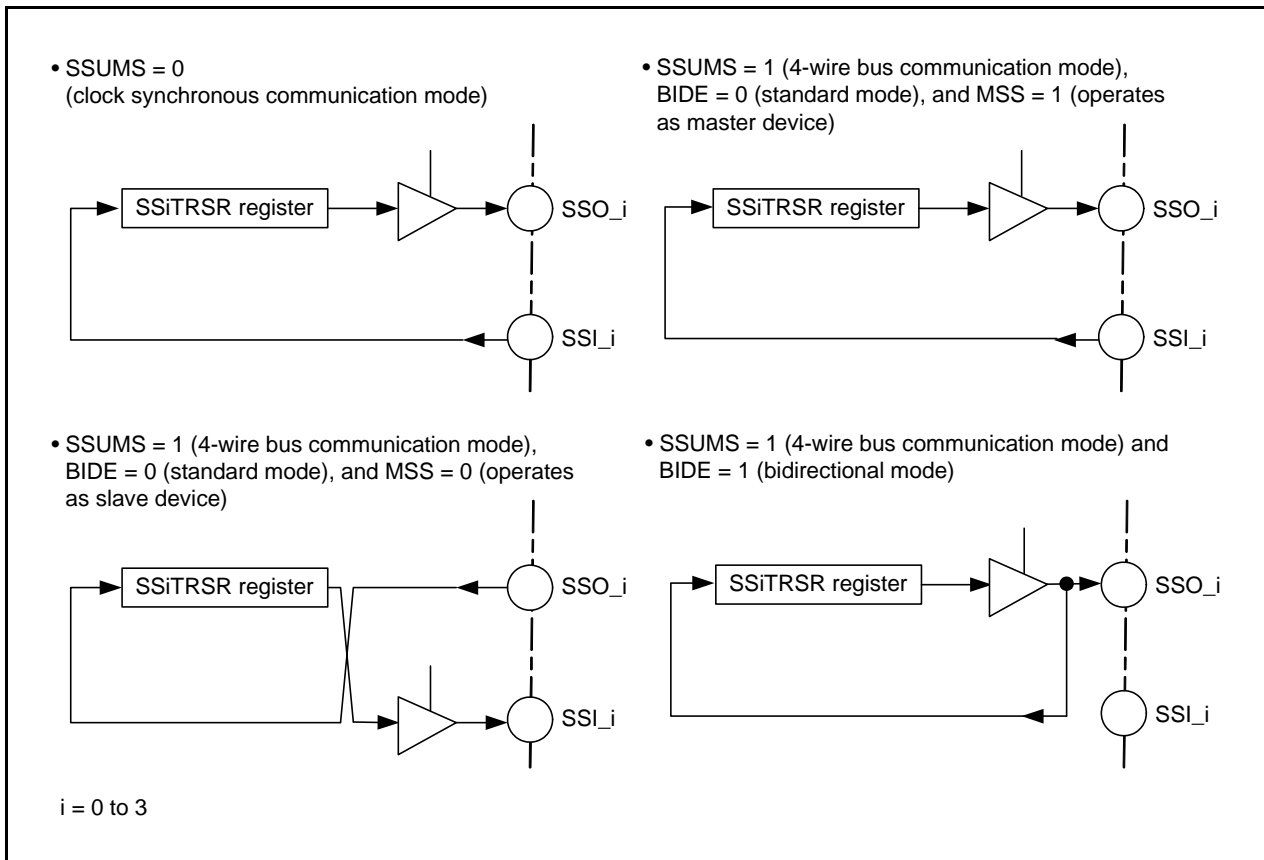 • SSUMS = 0
(clock synchronous communication mode)
SSiTRSR register
SSO_i
SSI_i
• SSUMS = 1 (4-wire bus communication mode),
BIDE = 0 (standard mode), and MSS = 1 (operates
as master device)
SSiTRSR register
SSO_i
SSI_i
• SSUMS = 1 (4-wire bus communication mode),
BIDE = 0 (standard mode), and MSS = 0 (operates
as slave device)
SSiTRSR register
SSO_i
SSI_i
• SSUMS = 1 (4-wire bus communication mode) and
BIDE = 1 (bidirectional mode)
SSiTRSR register
SSO_i
SSI_i
i = 0 to 3